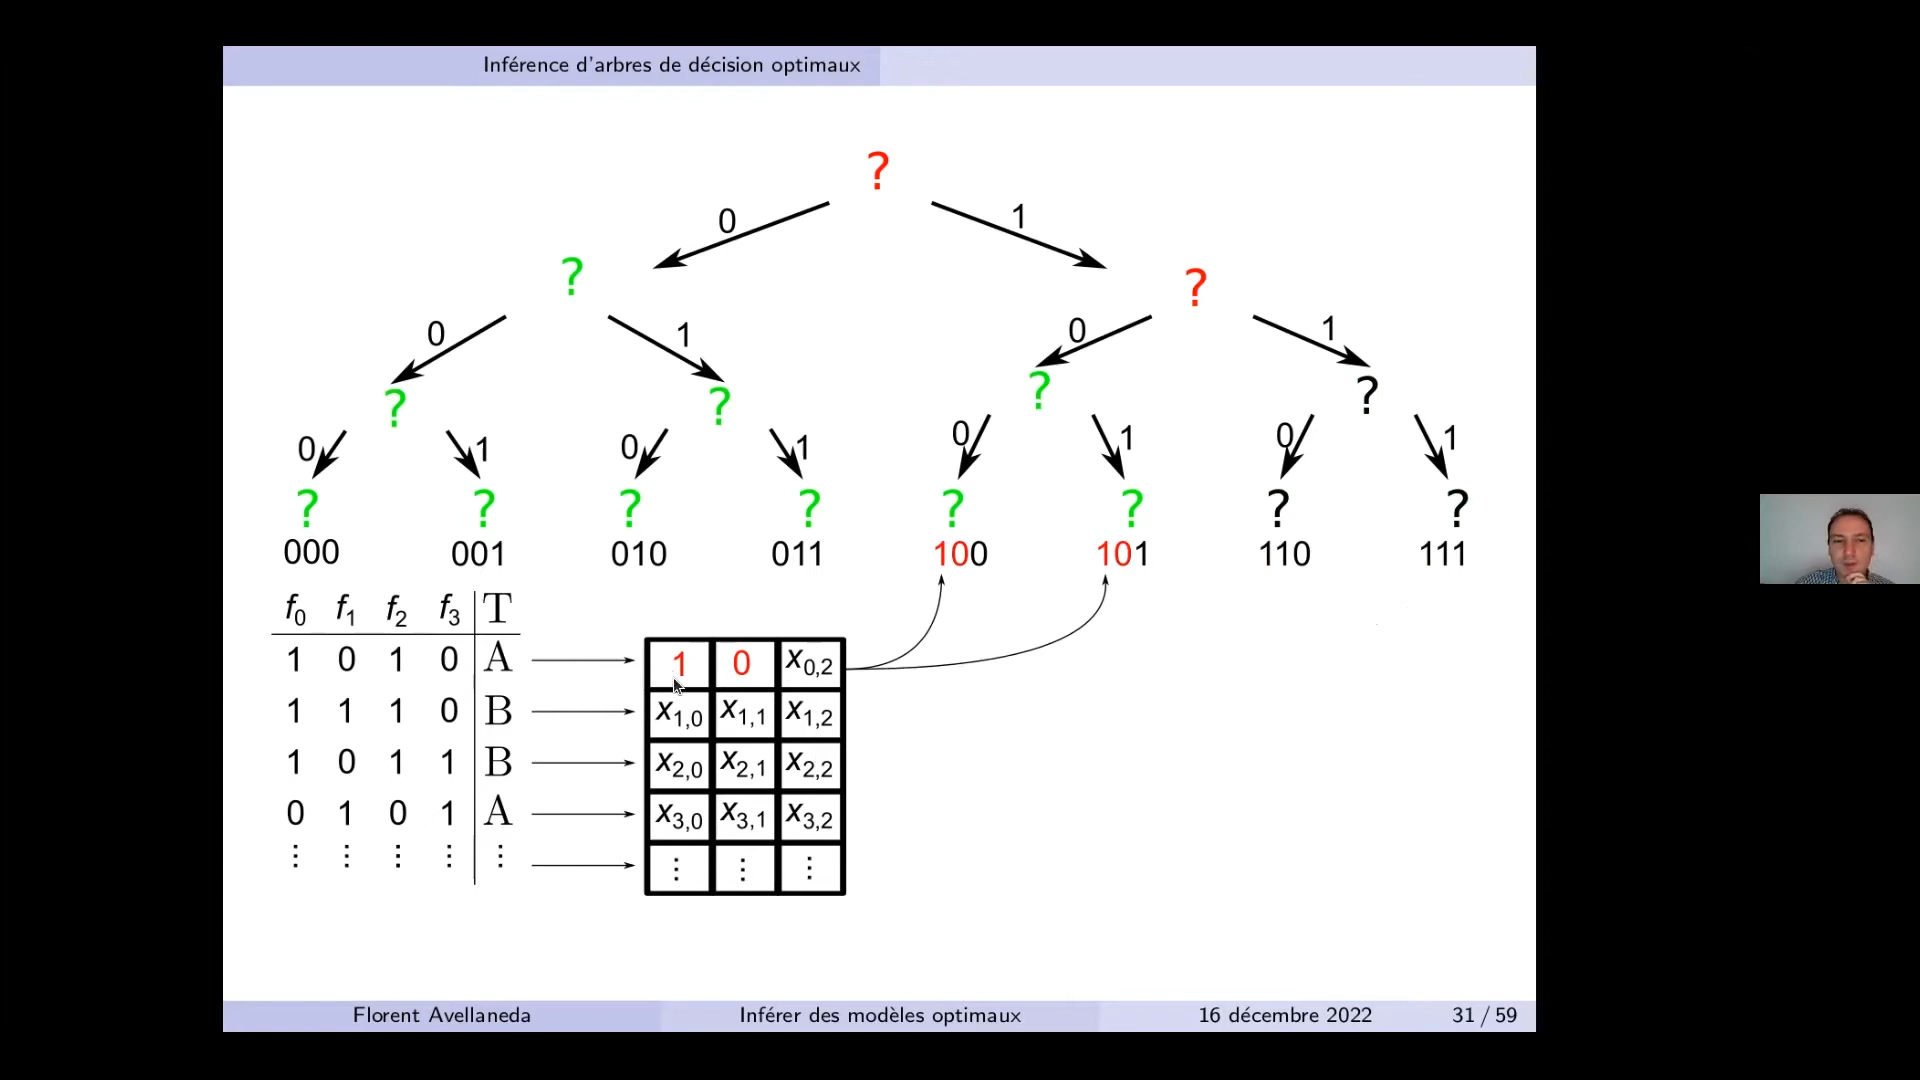 Inférence d'arbres de décision optimaux
?
0 1
? ?
0 1 0 1
? ? ? ?
0 1 0 1 0 1 0 1
? ? ? ? ? ? ? ?
000 001 010 011 100 101 110 111
f0 f1 f2 f3 T
1 0 1 0 A 1 0 x0,2
1 1 1 0 B x1,0 x1,1 x1,2
1 0 1 1 B x2,0 x2,1 x2,2
0 1 0 1 A x3,0 x3,1 x3,2
⋮ ⋮ ⋮ ⋮ ⋮ ⋮ ⋮ ⋮
Florent Avellaneda Inférer des modèles optimaux 16 décembre 2022 31 / 59